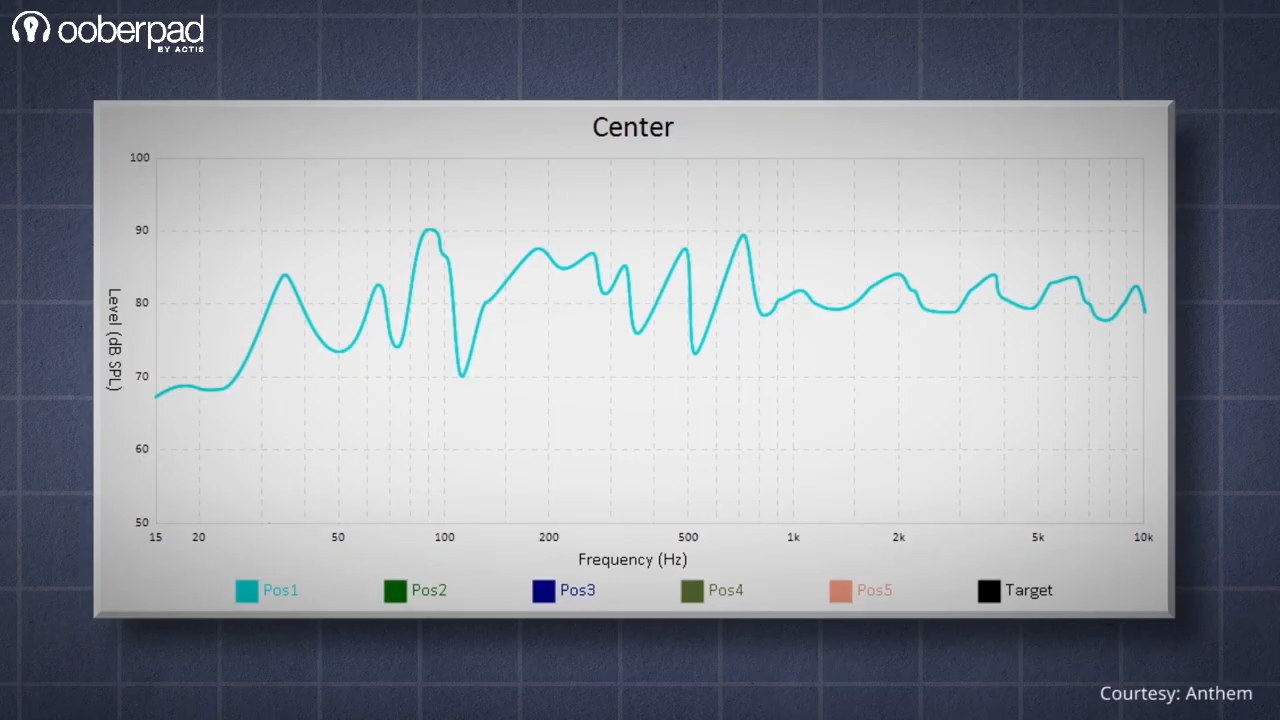 ooberpad
BY ACTIS
Center
100
90
80
70
60
50
Level (dB SPL)
15 20 50 100 200 500 1k 2k 5k 10k
Frequency (Hz)
Pos1 Pos2 Pos3 Pos4 Pos5 Target
Courtesy: Anthem